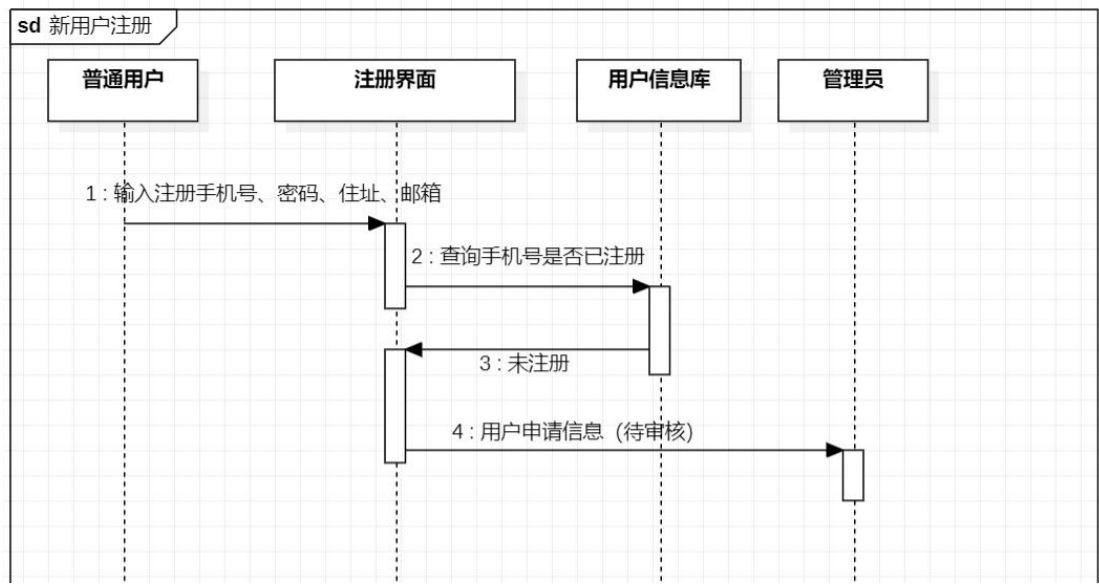 sd 新用户注册
普通用户
注册界面
用户信息库
管理员
1 : 输入注册手机号、密码、住址、邮箱
2 : 查询手机号是否已注册
3 : 未注册
4 : 用户申请信息（待审核）